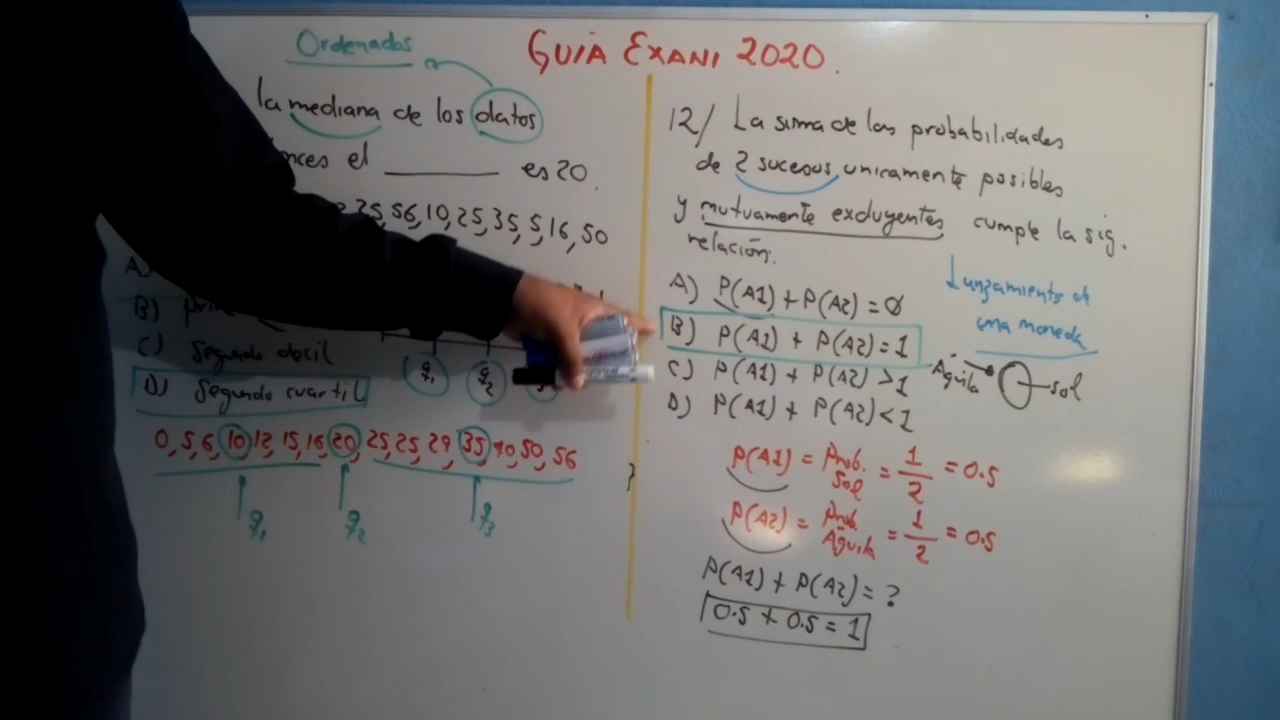 GUIA EXANI 2020.
Ordenados
la mediana de los datos
el ______ es 20.
25, 56, 10, 25, 35, 5, 16, 50
A)
B)
C) Segundo decil
D) Segundo cuartil
q1
q2
0, 5, 6, 10, 12, 15, 16, 20, 25, 25, 29, 35, 40, 50, 56
q1
q2
q3
12/ La suma de las probabilidades
de 2 sucesos unicamente posibles
y mutuamente excluyentes cumple la sig.
relación.
A) P(A1) + P(A2) = 0
B) P(A1) + P(A2) = 1
C) P(A1) + P(A2) > 1
D) P(A1) + P(A2) < 1
Lanzamiento de
una moneda
Aguila
sol
P(A1) = Prob. Sol = 1/2 = 0.5
P(A2) = Prob. Aguila = 1/2 = 0.5
P(A1) + P(A2) = ?
0.5 + 0.5 = 1